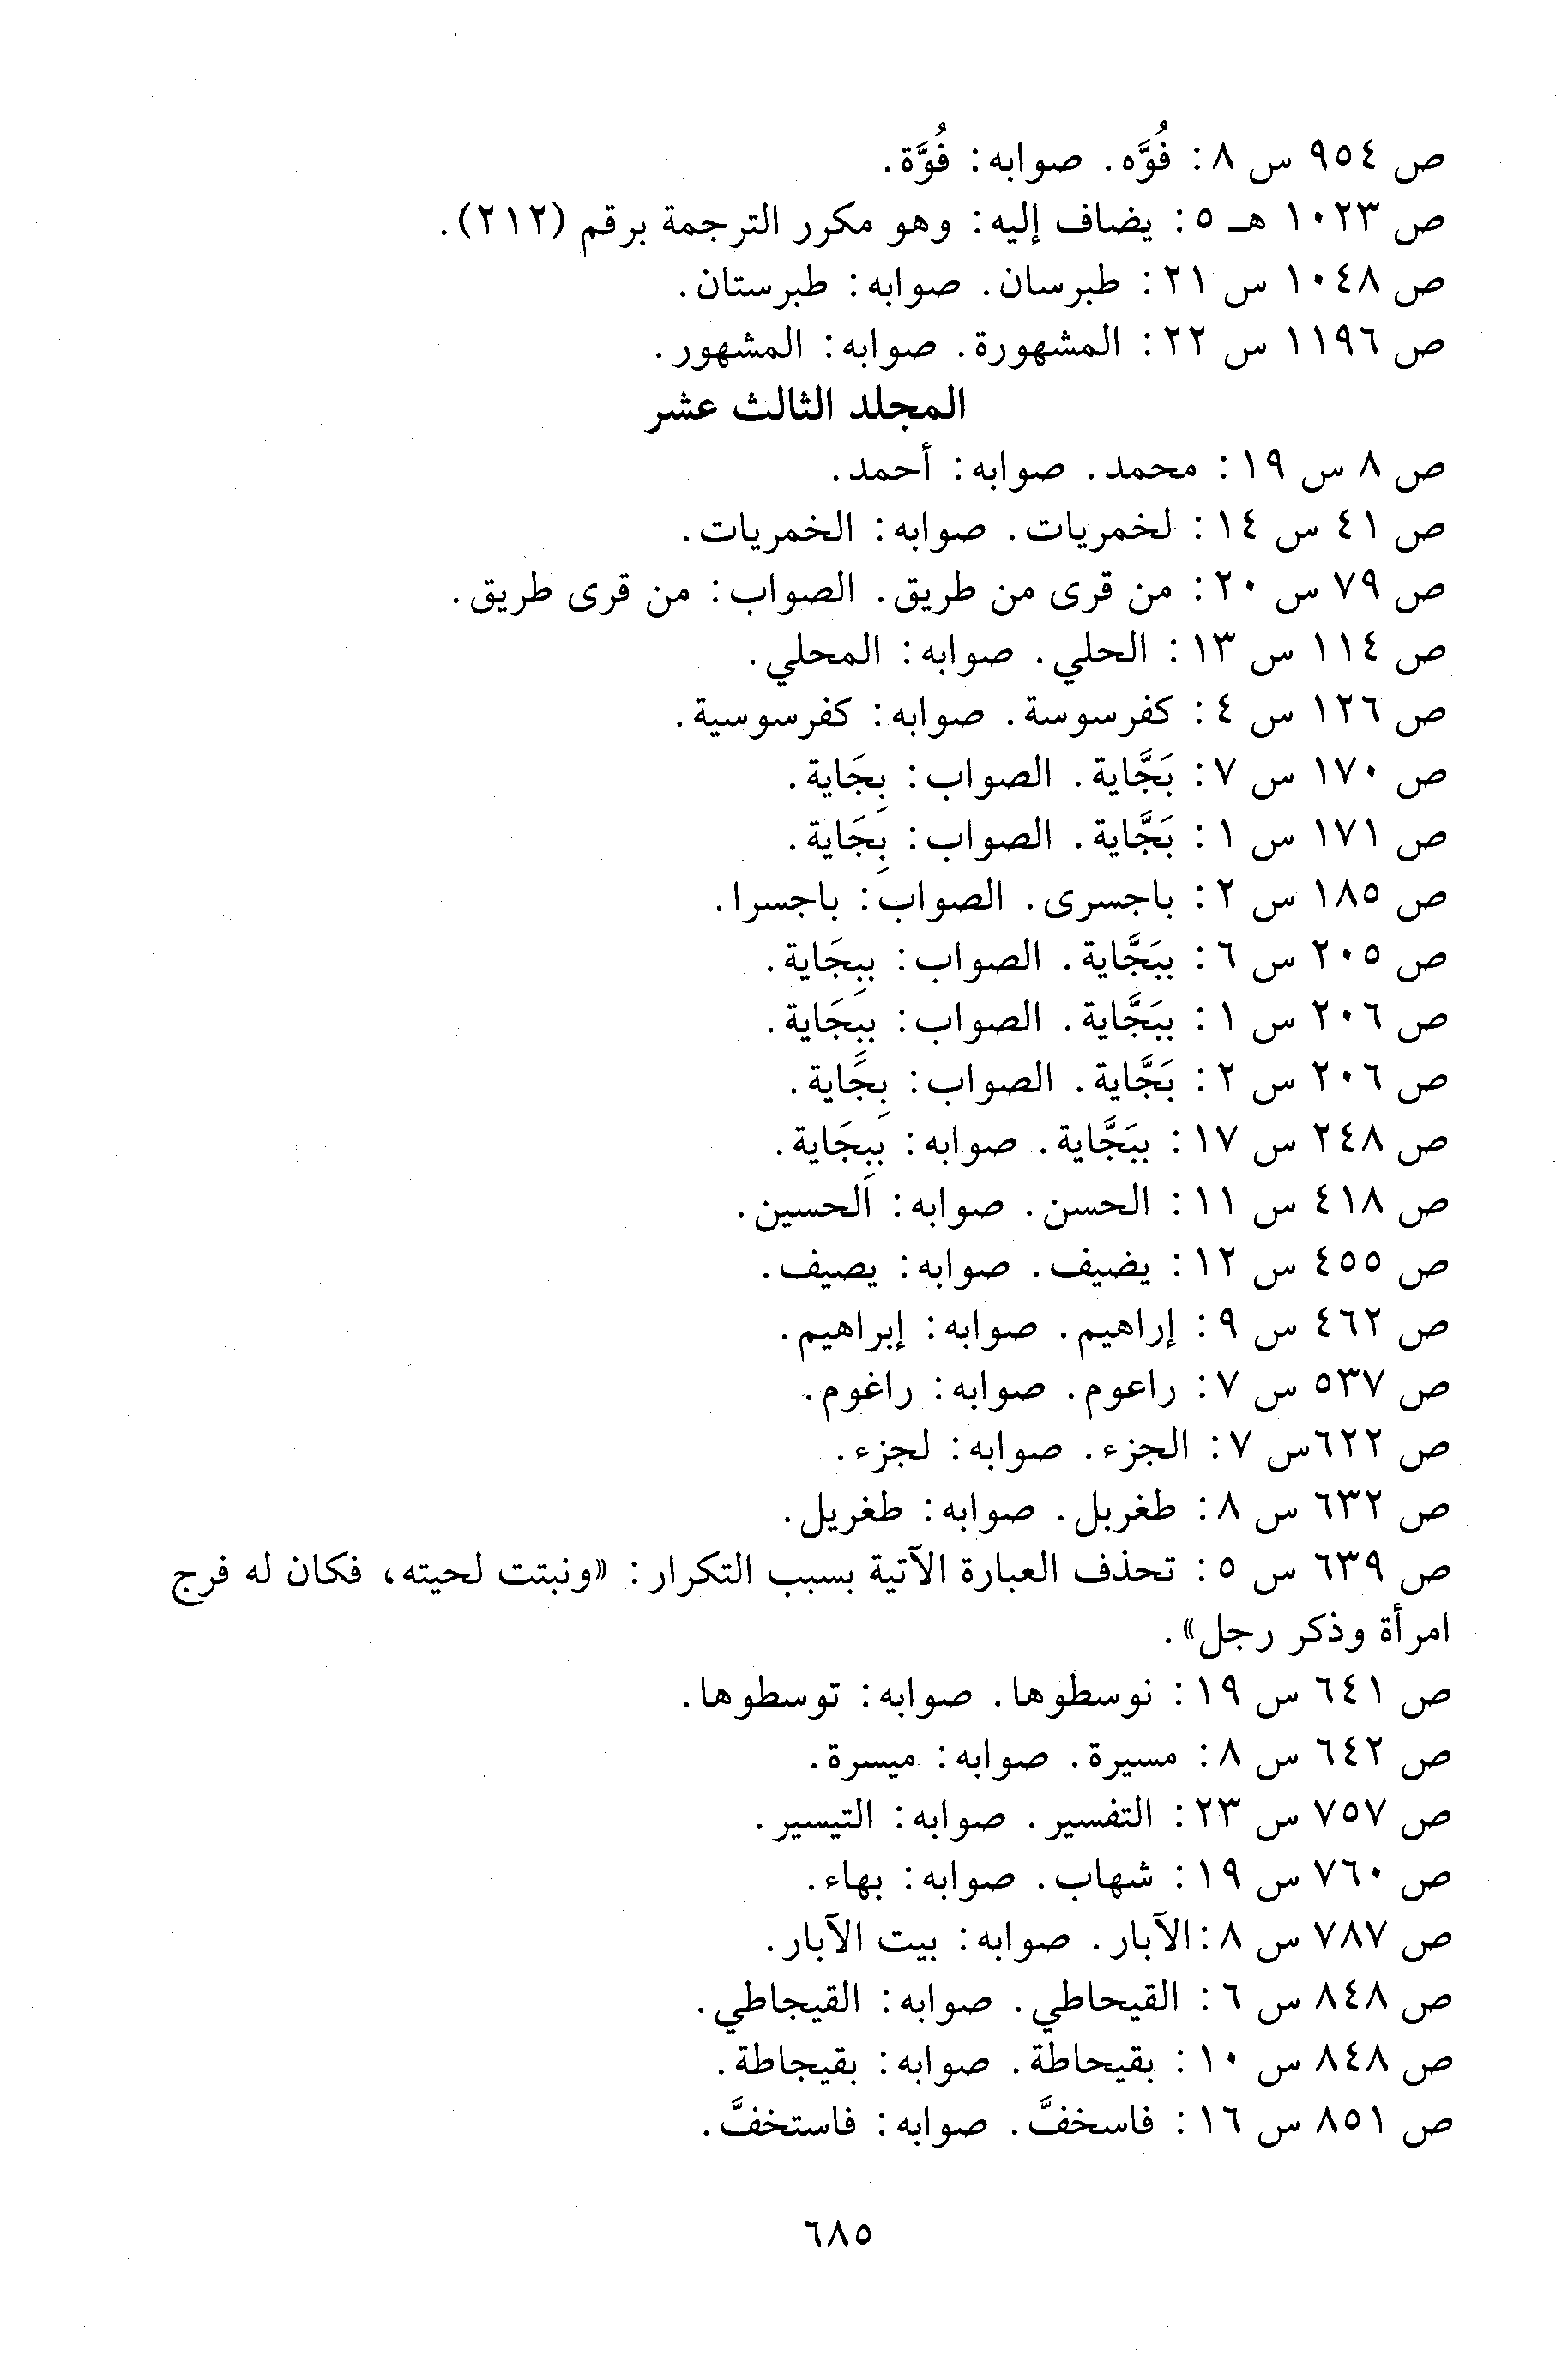 ص ٩٥٤ س ٨: فُوَّه. صوابه: فُوَّة.
ص ١٠٢٣ هـ ٥: يضاف إليه: وهو مكرر الترجمة برقم (٢١٢).
ص ١٠٤٨ س ٢١: طبرسان. صوابه: طبرستان.
ص ١١٩٦ س ٢٢: المشهورة. صوابه: المشهور.
المجلد الثالث عشر
ص ٨ س ١٩: محمد. صوابه: أحمد.
ص ٤١ س ١٤: لخمريات. صوابه: الخمريات.
ص ٧٩ س ٢٠: من قرى من طريق. الصواب: من قرى طريق.
ص ١١٤ س ١٣: الحلي. صوابه: المحلي.
ص ١٢٦ س ٤: كفرسوسة. صوابه: كفرسوسية.
ص ١٧٠ س ٧: بَجَّاية. الصواب: بِجَاية.
ص ١٧١ س ١: بَجَّاية. الصواب: بِجَاية.
ص ١٨٥ س ٢: باجسرى. الصواب: باجسرا.
ص ٢٠٥ س ٦: ببَجَّاية. الصواب: ببِجَاية.
ص ٢٠٦ س ١: ببَجَّاية. الصواب: ببِجَاية.
ص ٢٠٦ س ٢: بَجَّاية. الصواب: بِجَاية.
ص ٢٤٨ س ١٧: ببَجَّاية. صوابه: ببِجَاية.
ص ٤١٨ س ١١: الحسن. صوابه: الحسين.
ص ٤٥٥ س ١٢: يضيف. صوابه: يصيف.
ص ٤٦٢ س ٩: إراهيم. صوابه: إبراهيم.
ص ٥٣٧ س ٧: راعوم. صوابه: راغوم.
ص ٦٢٢س ٧: الجزء. صوابه: لجزء.
ص ٦٣٢ س ٨: طغربل. صوابه: طغريل.
ص ٦٣٩ س ٥: تحذف العبارة الآتية بسبب التكرار: «ونبتت لحيته، فكان له فرج
امرأة وذكر رجل».
ص ٦٤١ س ١٩: نوسطوها. صوابه: توسطوها.
ص ٦٤٢ س ٨: مسيرة. صوابه: ميسرة.
ص ٧٥٧ س ٢٣: التفسير. صوابه: التيسير.
ص ٧٦٠ س ١٩: شهاب. صوابه: بهاء.
ص ٧٨٧ س ٨:الآبار. صوابه: بيت الآبار.
ص ٨٤٨ س ٦: القيحاطي. صوابه: القيجاطي.
ص ٨٤٨ س ١٠: بقيحاطة. صوابه: بقيجاطة.
ص ٨٥١ س ١٦: فاسخفَّ. صوابه: فاستخفَّ.
٦٨٥